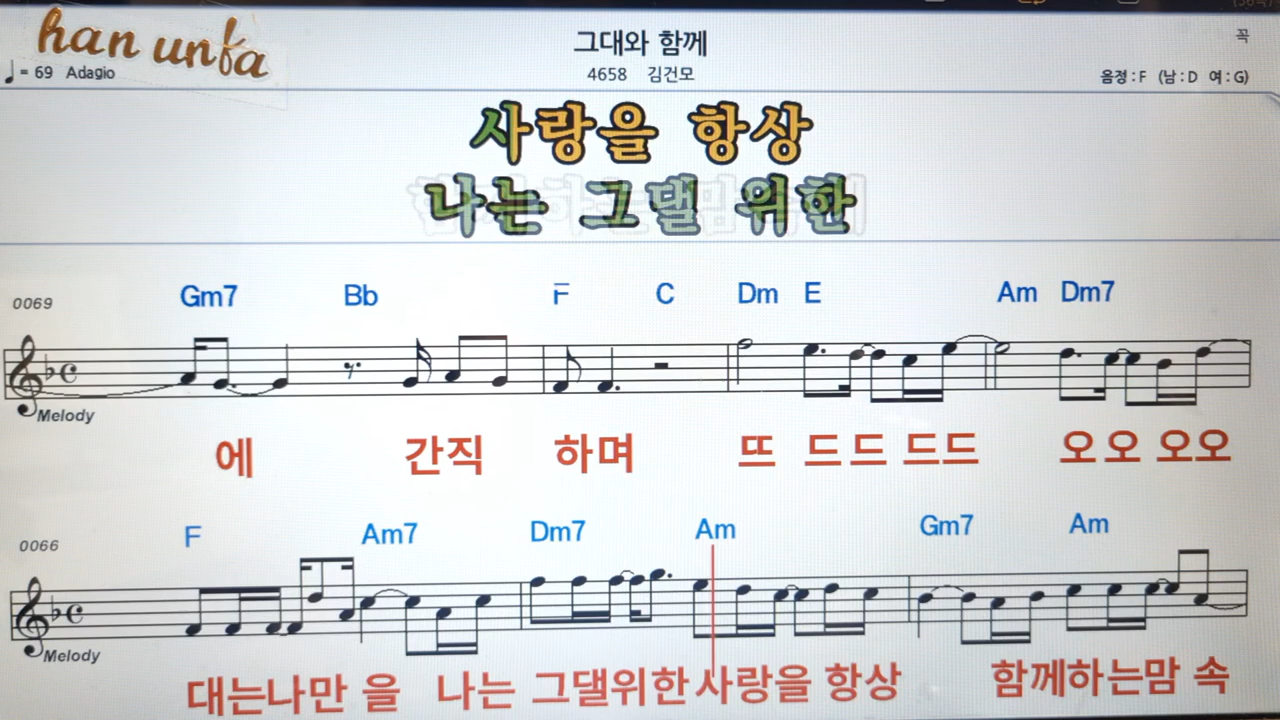 han unfa
그대와 함께
꼭
= 69 Adagio
4658 김건모
음정 : F (남 : D 여 : G)
사랑을 항상
나는 그댈 위한
0069
Gm7 Bb F C Dm E Am Dm7
Melody
에 간직 하며 뜨 드드 드드 오오 오오
0066
F Am7 Dm7 Am Gm7 Am
Melody
대는나만 을 나는 그댈위한 사랑을 항상 함께하는맘 속